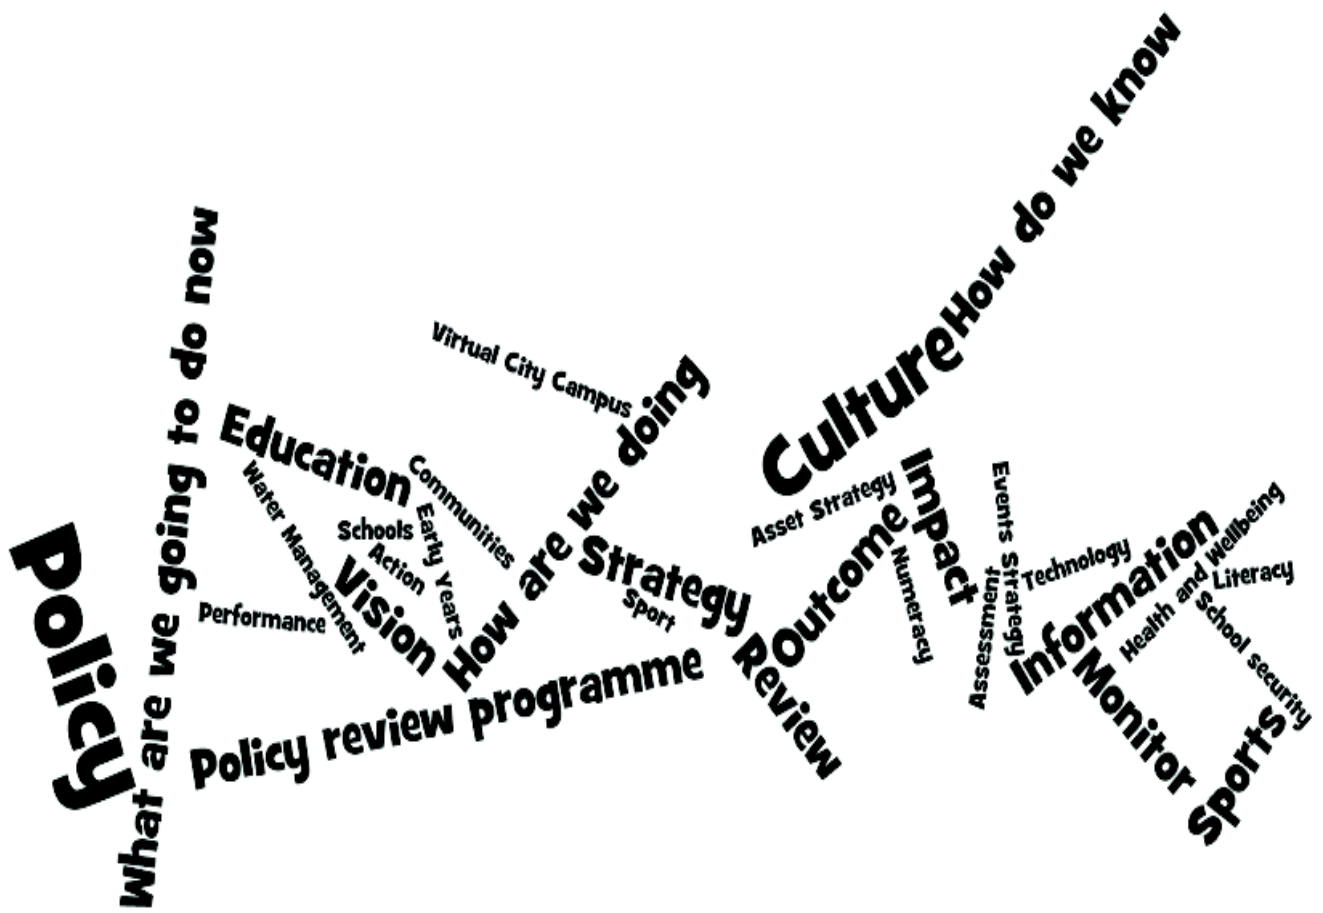 Policy
What are we going to do now
Education
Water Management
Performance
Schools
Action
Vision
Early Years
Communities
Virtual City Campus
How are we doing
Policy review programme
Strategy
Sport
Review
Outcome
Asset Strategy
Culture
How do we know
Impact
Numeracy
Events Strategy
Assessment
Technology
Information
Health and Wellbeing
Literacy
School security
Monitor
Sports